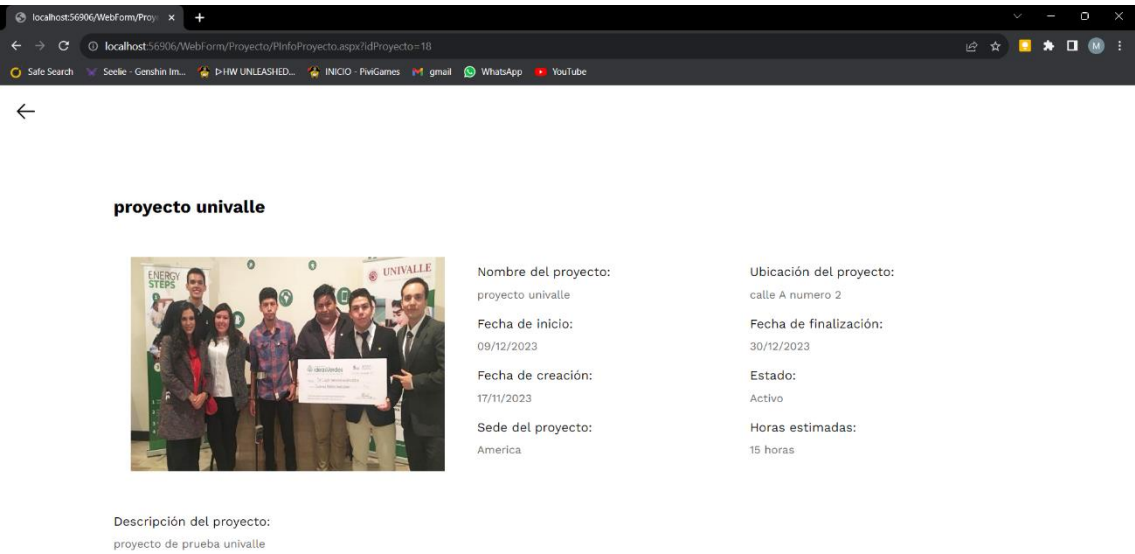 localhost:56906/WebForm/Proy
localhost:56906/WebForm/Proyecto/PInfoProyecto.aspx?idProyecto=18
M
Safe Search Seelie - Genshin Im... ᐅHW UNLEASHED... INICIO - PiviGames gmail WhatsApp YouTube
proyecto univalle
ENERGY
STEPS
UNIVALLE
Nombre del proyecto:
proyecto univalle
Ubicación del proyecto:
calle A numero 2
Fecha de inicio:
09/12/2023
Fecha de finalización:
30/12/2023
Fecha de creación:
17/11/2023
Estado:
Activo
Sede del proyecto:
America
Horas estimadas:
15 horas
Descripción del proyecto:
proyecto de prueba univalle